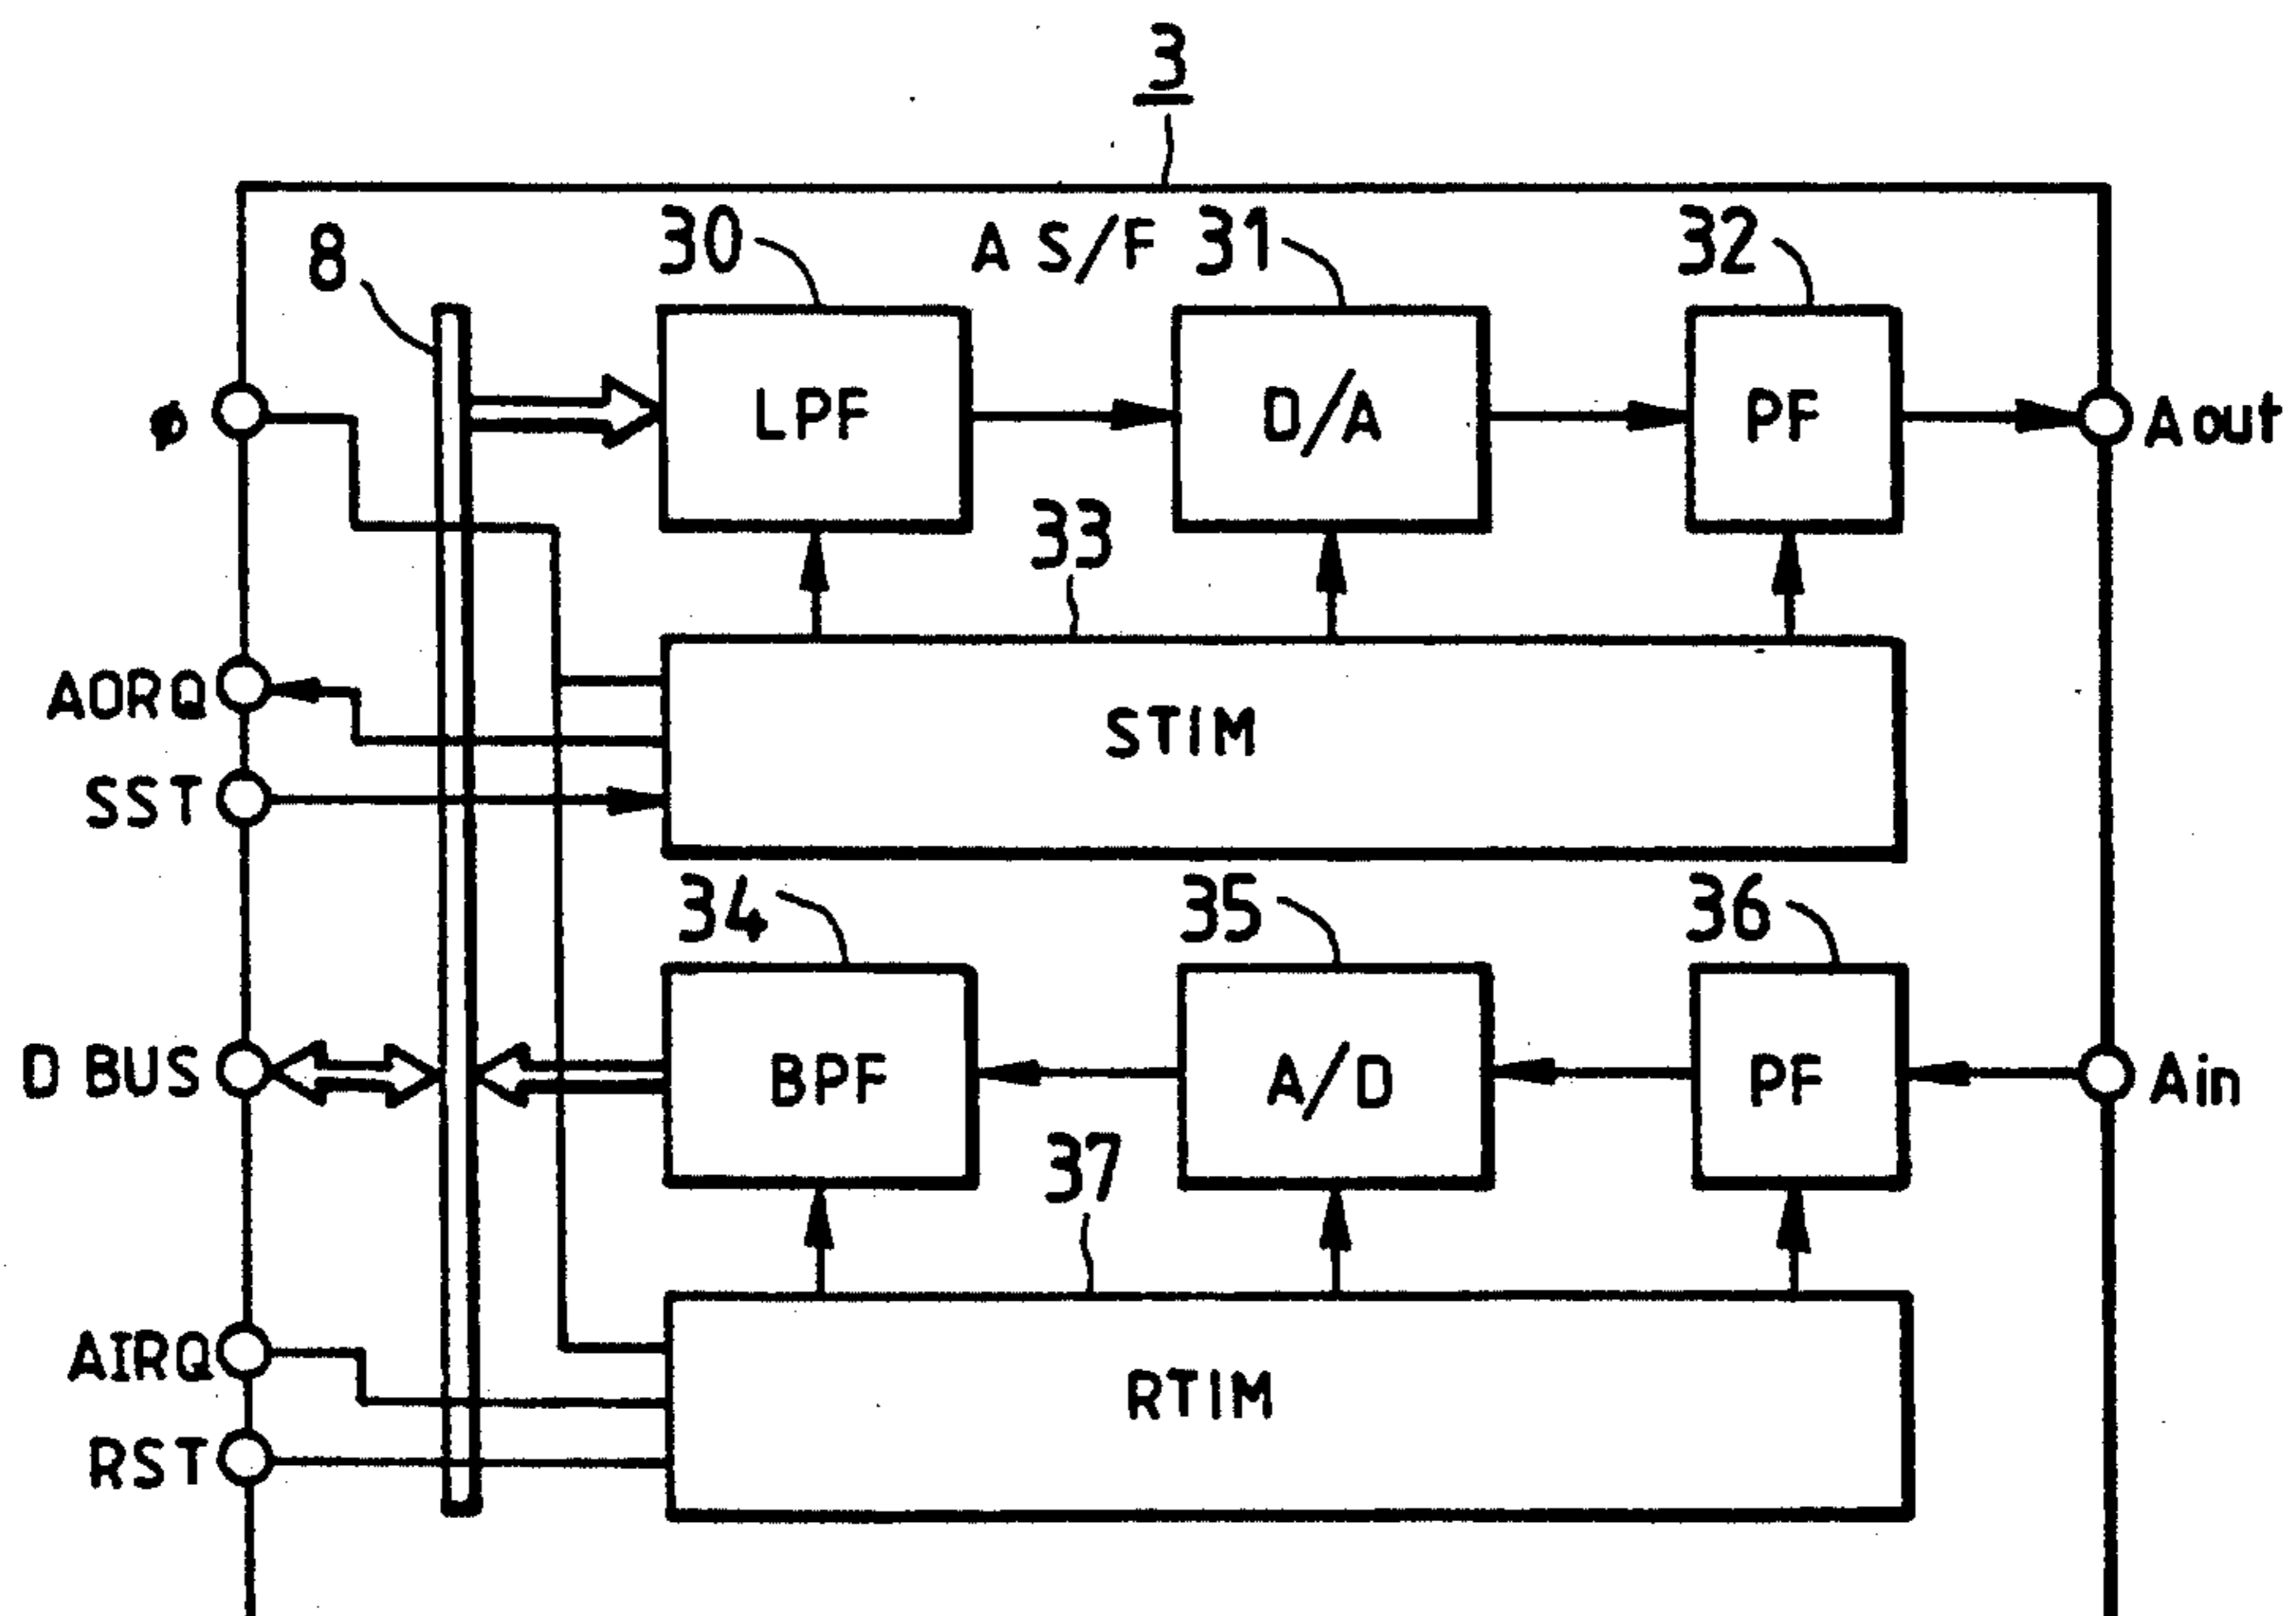 3
8
30
A S/F
31
32
ø
LPF
D/A
PF
Aout
33
AORQ
STIM
SST
34
35
36
D BUS
BPF
A/D
PF
Ain
37
AIRQ
RTIM
RST